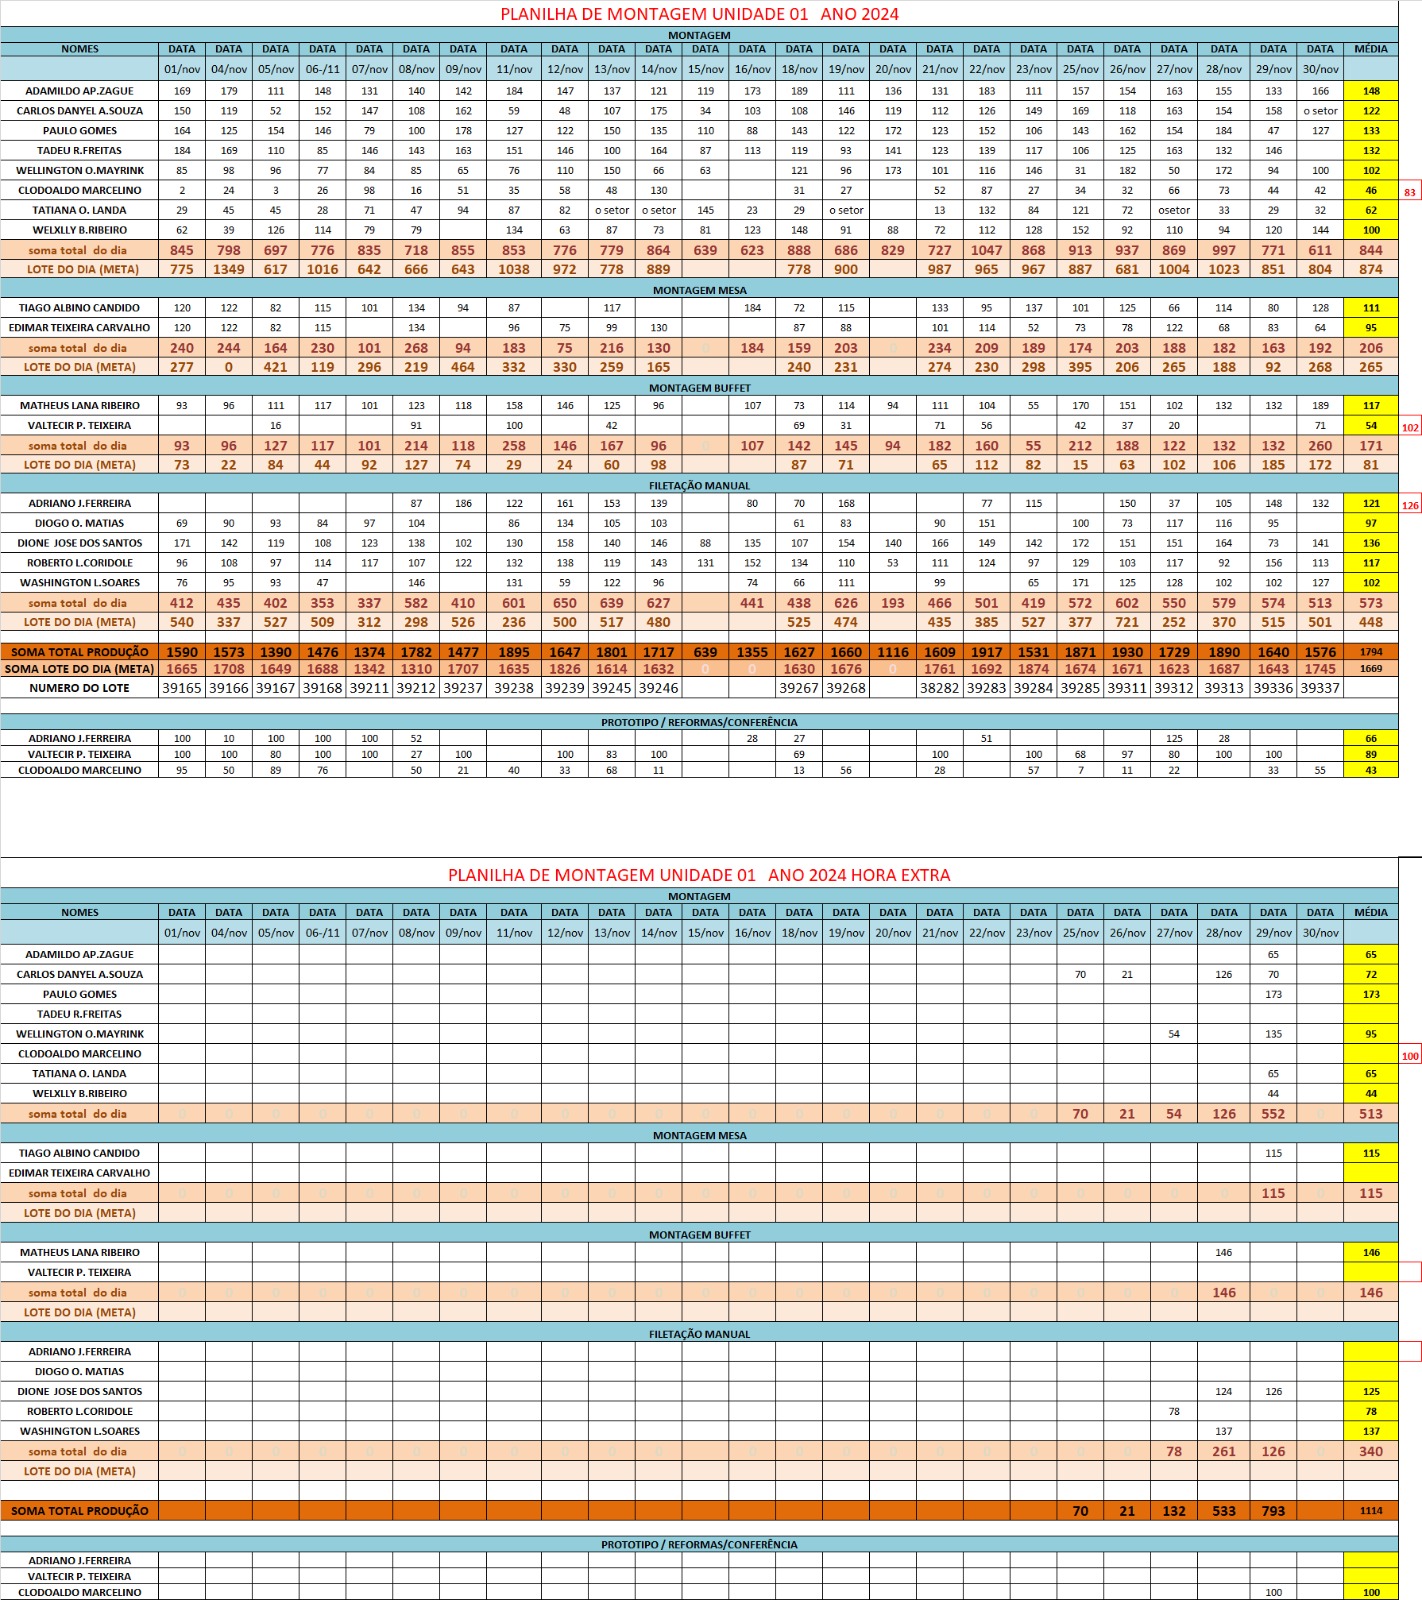 PLANILHA DE MONTAGEM UNIDADE 01 ANO 2024
MONTAGEM
NOMES DATA DATA DATA DATA DATA DATA DATA DATA DATA DATA DATA DATA DATA DATA DATA DATA DATA DATA DATA DATA DATA DATA DATA DATA DATA MÉDIA
01/nov 04/nov 05/nov 06-/11 07/nov 08/nov 09/nov 11/nov 12/nov 13/nov 14/nov 15/nov 16/nov 18/nov 19/nov 20/nov 21/nov 22/nov 23/nov 25/nov 26/nov 27/nov 28/nov 29/nov 30/nov
ADAMILDO AP.ZAGUE 169 179 111 148 131 140 142 184 147 137 121 119 173 189 111 136 131 183 111 157 154 163 155 133 166 148
CARLOS DANYEL A.SOUZA 150 119 52 152 147 108 162 59 48 107 175 34 103 108 146 119 112 126 149 169 118 163 154 158 o setor 122
PAULO GOMES 164 125 154 146 79 100 178 127 122 150 135 110 88 143 122 172 123 152 106 143 162 154 184 47 127 133
TADEU R.FREITAS 184 169 110 85 146 143 163 151 146 100 164 87 113 119 93 141 123 139 117 106 125 163 132 146 132
WELLINGTON O.MAYRINK 85 98 96 77 84 85 65 76 110 150 66 63 121 96 173 101 116 146 31 182 50 172 94 100 102
CLODOALDO MARCELINO 2 24 3 26 98 16 51 35 58 48 130 31 27 52 87 27 34 32 66 73 44 42 46 83
TATIANA O. LANDA 29 45 45 28 71 47 94 87 82 o setor o setor 145 23 29 o setor 13 132 84 121 72 osetor 33 29 32 62
WELXLLY B.RIBEIRO 62 39 126 114 79 79 134 63 87 73 81 123 148 91 88 72 112 128 152 92 110 94 120 144 100
soma total do dia 845 798 697 776 835 718 855 853 776 779 864 639 623 888 686 829 727 1047 868 913 937 869 997 771 611 844
LOTE DO DIA (META) 775 1349 617 1016 642 666 643 1038 972 778 889 778 900 987 965 967 887 681 1004 1023 851 804 874
MONTAGEM MESA
TIAGO ALBINO CANDIDO 120 122 82 115 101 134 94 87 117 184 72 115 133 95 137 101 125 66 114 80 128 111
EDIMAR TEIXEIRA CARVALHO 120 122 82 115 134 96 75 99 130 87 88 101 114 52 73 78 122 68 83 64 95
soma total do dia 240 244 164 230 101 268 94 183 75 216 130 0 184 159 203 0 234 209 189 174 203 188 182 163 192 206
LOTE DO DIA (META) 277 0 421 119 296 219 464 332 330 259 165 240 231 274 230 298 395 206 265 188 92 268 265
MONTAGEM BUFFET
MATHEUS LANA RIBEIRO 93 96 111 117 101 123 118 158 146 125 96 107 73 114 94 111 104 55 170 151 102 132 132 189 117
VALTECIR P. TEIXEIRA 16 91 100 42 69 31 71 56 42 37 20 71 54 102
soma total do dia 93 96 127 117 101 214 118 258 146 167 96 0 107 142 145 94 182 160 55 212 188 122 132 132 260 171
LOTE DO DIA (META) 73 22 84 44 92 127 74 29 24 60 98 87 71 65 112 82 15 63 102 106 185 172 81
FILETAÇÃO MANUAL
ADRIANO J.FERREIRA 87 186 122 161 153 139 80 70 168 77 115 150 37 105 148 132 121 126
DIOGO O. MATIAS 69 90 93 84 97 104 86 134 105 103 61 83 90 151 100 73 117 116 95 97
DIONE JOSE DOS SANTOS 171 142 119 108 123 138 102 130 158 140 146 88 135 107 154 140 166 149 142 172 151 151 164 73 141 136
ROBERTO L.CORIDOLE 96 108 97 114 117 107 122 132 138 119 143 131 152 134 110 53 111 124 97 129 103 117 92 156 113 117
WASHINGTON L.SOARES 76 95 93 47 146 131 59 122 96 74 66 111 99 65 171 125 128 102 102 127 102
soma total do dia 412 435 402 353 337 582 410 601 650 639 627 441 438 626 193 466 501 419 572 602 550 579 574 513 573
LOTE DO DIA (META) 540 337 527 509 312 298 526 236 500 517 480 525 474 435 385 527 377 721 252 370 515 501 448
SOMA TOTAL PRODUÇÃO 1590 1573 1390 1476 1374 1782 1477 1895 1647 1801 1717 639 1355 1627 1660 1116 1609 1917 1531 1871 1930 1729 1890 1640 1576 1794
SOMA LOTE DO DIA (META) 1665 1708 1649 1688 1342 1310 1707 1635 1826 1614 1632 0 0 1630 1676 0 1761 1692 1874 1674 1671 1623 1687 1643 1745 1669
NUMERO DO LOTE 39165 39166 39167 39168 39211 39212 39237 39238 39239 39245 39246 39267 39268 38282 39283 39284 39285 39311 39312 39313 39336 39337
PROTOTIPO / REFORMAS/CONFERÊNCIA
ADRIANO J.FERREIRA 100 10 100 100 100 52 28 27 51 125 28 66
VALTECIR P. TEIXEIRA 100 100 80 100 100 27 100 100 83 100 69 100 100 68 97 80 100 100 89
CLODOALDO MARCELINO 95 50 89 76 50 21 40 33 68 11 13 56 28 57 7 11 22 33 55 43
PLANILHA DE MONTAGEM UNIDADE 01 ANO 2024 HORA EXTRA
MONTAGEM
NOMES DATA DATA DATA DATA DATA DATA DATA DATA DATA DATA DATA DATA DATA DATA DATA DATA DATA DATA DATA DATA DATA DATA DATA DATA DATA MÉDIA
01/nov 04/nov 05/nov 06-/11 07/nov 08/nov 09/nov 11/nov 12/nov 13/nov 14/nov 15/nov 16/nov 18/nov 19/nov 20/nov 21/nov 22/nov 23/nov 25/nov 26/nov 27/nov 28/nov 29/nov 30/nov
ADAMILDO AP.ZAGUE 65 65
CARLOS DANYEL A.SOUZA 70 21 126 70 72
PAULO GOMES 173 173
TADEU R.FREITAS
WELLINGTON O.MAYRINK 54 135 95
CLODOALDO MARCELINO 100
TATIANA O. LANDA 65 65
WELXLLY B.RIBEIRO 44 44
soma total do dia 0 0 0 0 0 0 0 0 0 0 0 0 0 0 0 0 0 0 0 70 21 54 126 552 0 513
MONTAGEM MESA
TIAGO ALBINO CANDIDO 115 115
EDIMAR TEIXEIRA CARVALHO
soma total do dia 0 0 0 0 0 0 0 0 0 0 0 0 0 0 0 0 0 0 0 0 0 0 0 115 0 115
LOTE DO DIA (META)
MONTAGEM BUFFET
MATHEUS LANA RIBEIRO 146 146
VALTECIR P. TEIXEIRA
soma total do dia 0 0 0 0 0 0 0 0 0 0 0 0 0 0 0 0 0 0 0 0 0 0 146 0 0 146
LOTE DO DIA (META)
FILETAÇÃO MANUAL
ADRIANO J.FERREIRA
DIOGO O. MATIAS
DIONE JOSE DOS SANTOS 124 126 125
ROBERTO L.CORIDOLE 78 78
WASHINGTON L.SOARES 137 137
soma total do dia 0 0 0 0 0 0 0 0 0 0 0 0 0 0 0 0 0 0 0 0 0 78 261 126 0 340
LOTE DO DIA (META)
SOMA TOTAL PRODUÇÃO 70 21 132 533 793 1114
PROTOTIPO / REFORMAS/CONFERÊNCIA
ADRIANO J.FERREIRA
VALTECIR P. TEIXEIRA
CLODOALDO MARCELINO 100 100